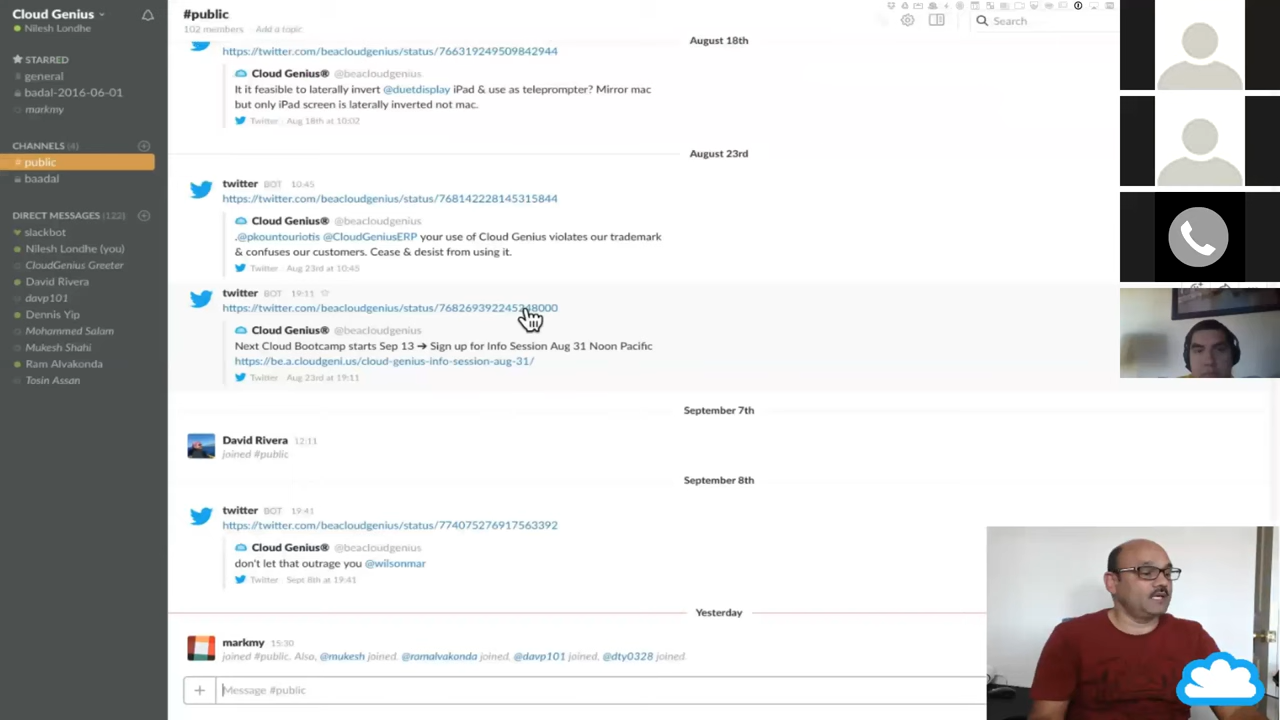 Cloud Genius
Nilesh Londhe
STARRED
general
badal-2016-06-01
markmy
CHANNELS (4)
# public
baadal
DIRECT MESSAGES (122)
slackbot
Nilesh Londhe (you)
CloudGenius Greeter
David Rivera
davp101
Dennis Yip
Mohammed Salam
Mukesh Shahi
Ram Alvakonda
Tosin Assan
#public
102 members
Add a topic
Search
August 18th
https://twitter.com/beacloudgenius/status/766319249509842944
Cloud Genius® @beacloudgenius
It it feasible to laterally invert @duetdisplay iPad & use as teleprompter? Mirror mac
but only iPad screen is laterally inverted not mac.
Twitter Aug 18th at 10:02
August 23rd
twitter BOT 10:45
https://twitter.com/beacloudgenius/status/768142228145315844
Cloud Genius® @beacloudgenius
.@pkountouriotis @CloudGeniusERP your use of Cloud Genius violates our trademark
& confuses our customers. Cease & desist from using it.
Twitter Aug 23rd at 10:45
twitter BOT 19:11
https://twitter.com/beacloudgenius/status/768269392245248000
Cloud Genius® @beacloudgenius
Next Cloud Bootcamp starts Sep 13 ➔ Sign up for Info Session Aug 31 Noon Pacific
https://be.a.cloudgeni.us/cloud-genius-info-session-aug-31/
Twitter Aug 23rd at 19:11
September 7th
David Rivera 12:11
joined #public
September 8th
twitter BOT 19:41
https://twitter.com/beacloudgenius/status/774075276917563392
Cloud Genius® @beacloudgenius
don't let that outrage you @wilsonmar
Twitter Sept 8th at 19:41
Yesterday
markmy 15:30
joined #public. Also, @mukesh joined, @ramalvakonda joined, @davp101 joined, @dty0328 joined.
+ Message #public